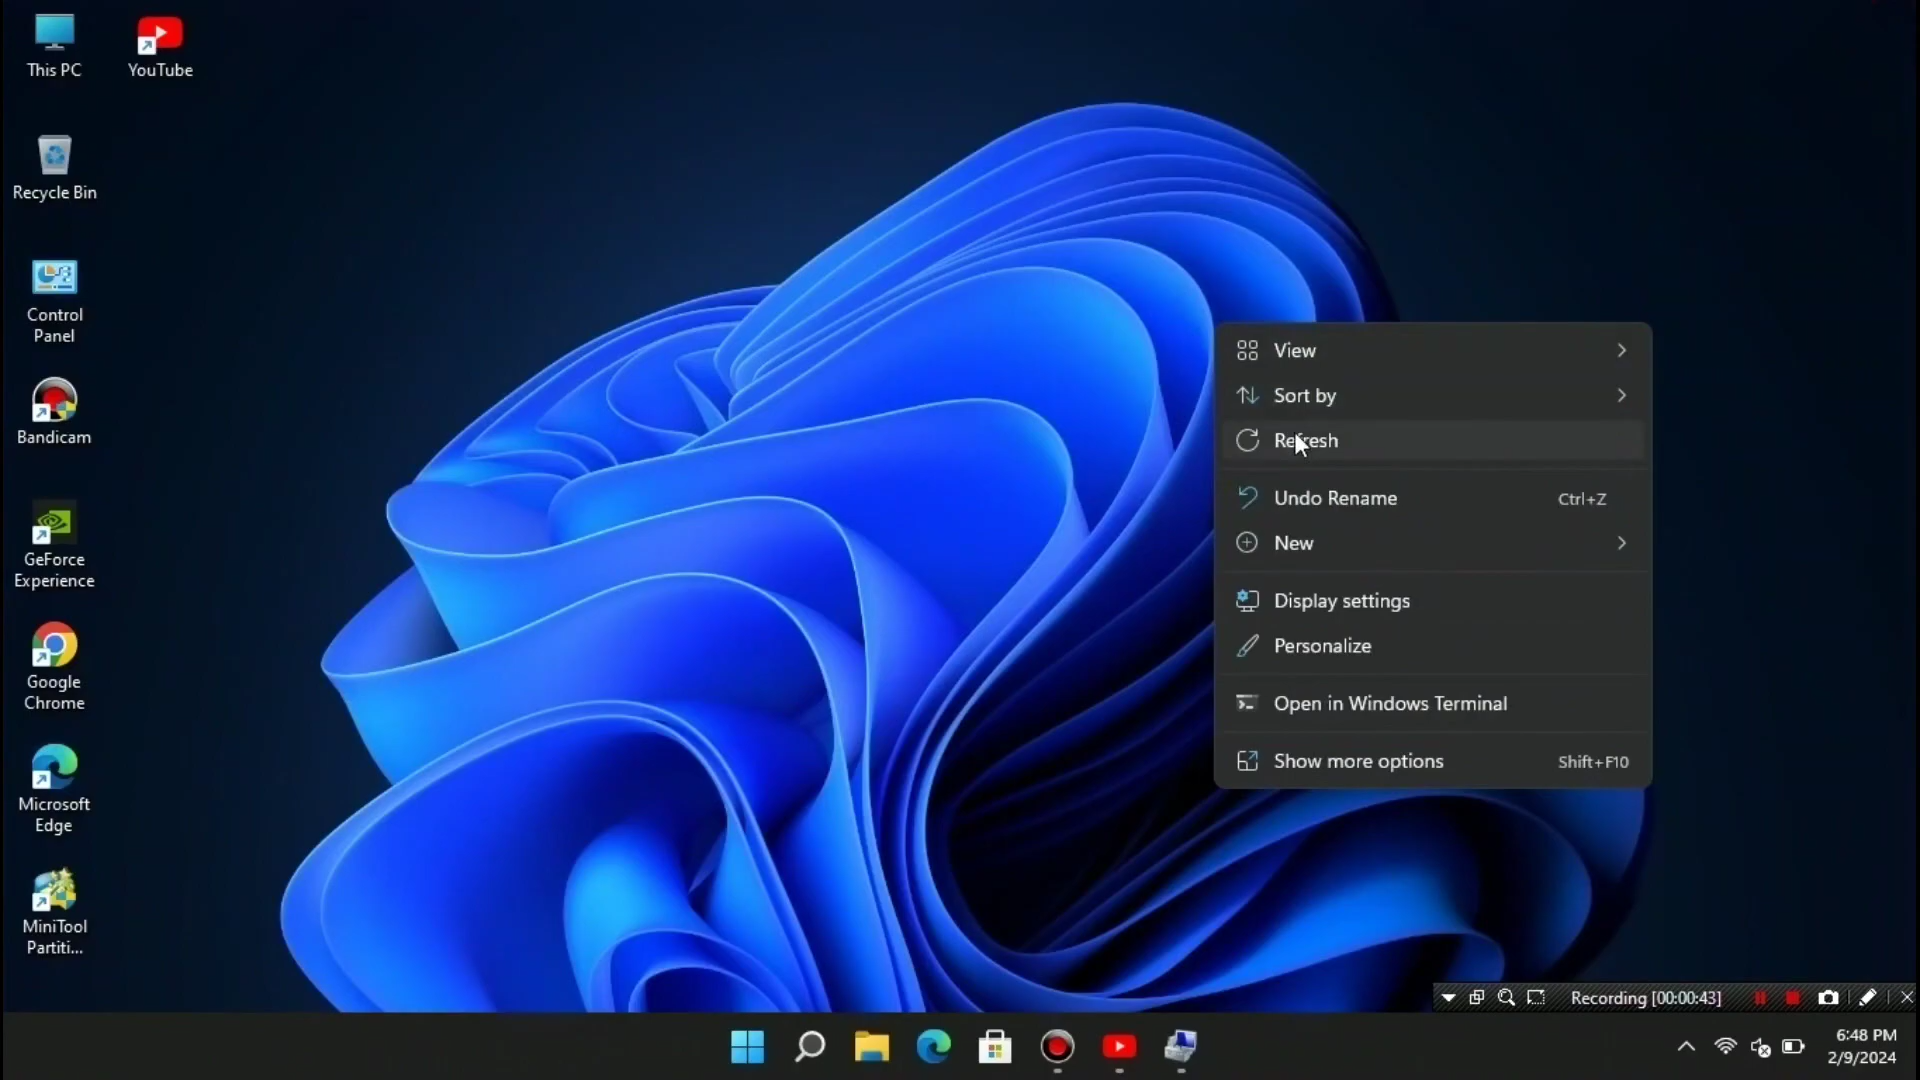 This PC
YouTube
Recycle Bin
Control
Panel
Bandicam
GeForce
Experience
Google
Chrome
Microsoft
Edge
MiniTool
Partiti...
View
Sort by
Refresh
Undo Rename Ctrl+Z
New
Display settings
Personalize
Open in Windows Terminal
Show more options Shift+F10
Recording [00:00:43]
6:48 PM
2/9/2024